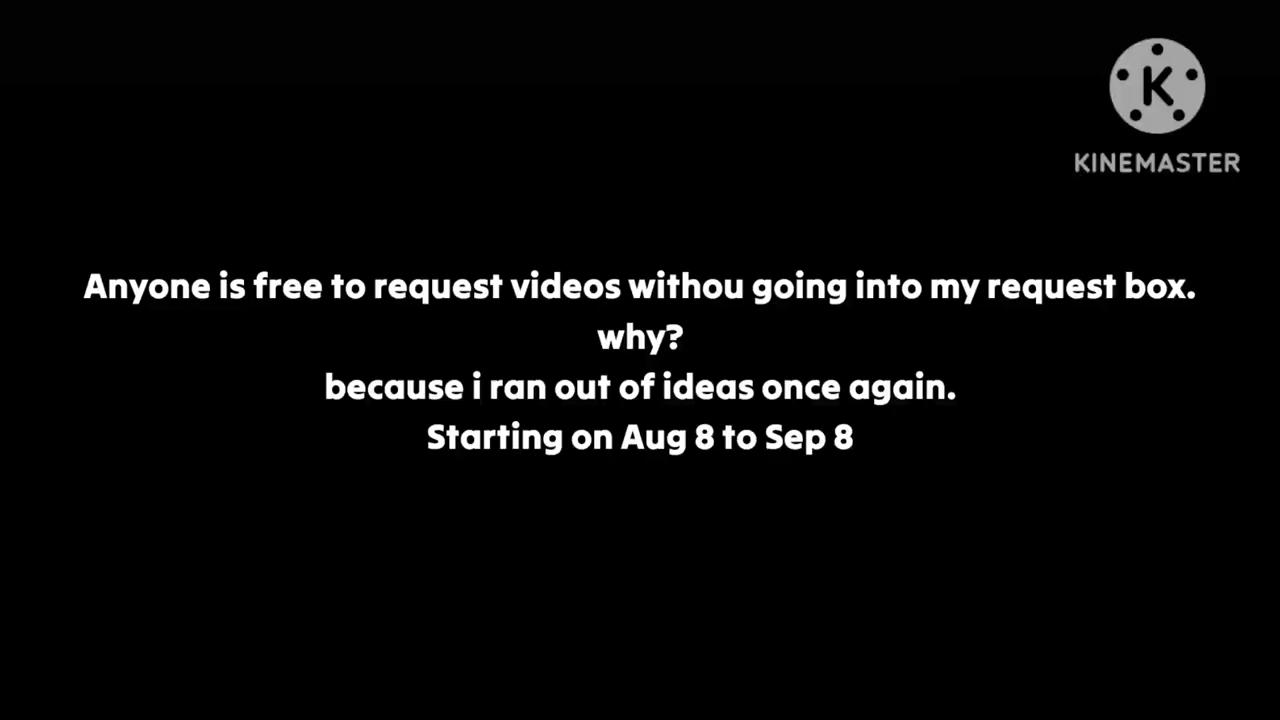 K
KINEMASTER
Anyone is free to request videos withou going into my request box.
why?
because i ran out of ideas once again.
Starting on Aug 8 to Sep 8